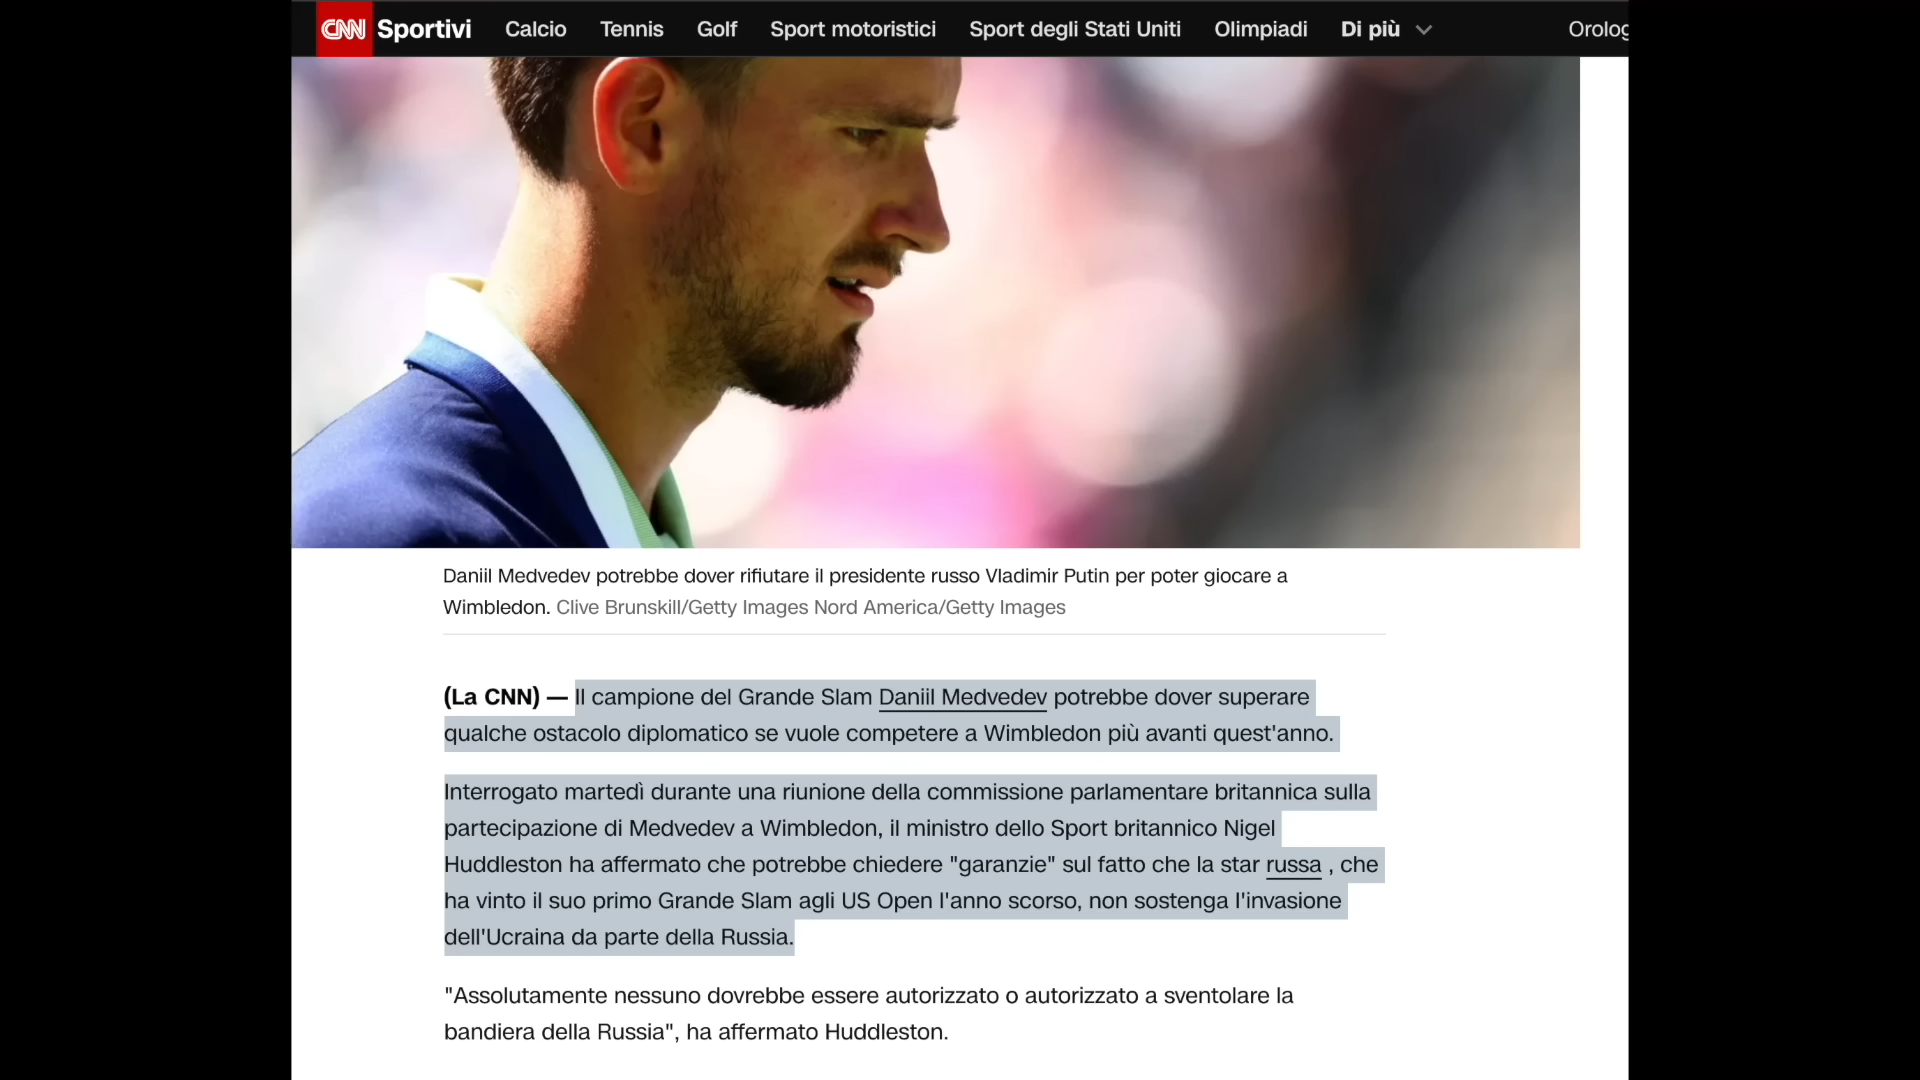 CNN Sportivi Calcio Tennis Golf Sport motoristici Sport degli Stati Uniti Olimpiadi Di più
Daniil Medvedev potrebbe dover rifiutare il presidente russo Vladimir Putin per poter giocare a
Wimbledon. Clive Brunskill/Getty Images Nord America/Getty Images
(La CNN) — Il campione del Grande Slam Daniil Medvedev potrebbe dover superare
qualche ostacolo diplomatico se vuole competere a Wimbledon più avanti quest'anno.
Interrogato martedì durante una riunione della commissione parlamentare britannica sulla
partecipazione di Medvedev a Wimbledon, il ministro dello Sport britannico Nigel
Huddleston ha affermato che potrebbe chiedere "garanzie" sul fatto che la star russa , che
ha vinto il suo primo Grande Slam agli US Open l'anno scorso, non sostenga l'invasione
dell'Ucraina da parte della Russia.
"Assolutamente nessuno dovrebbe essere autorizzato o autorizzato a sventolare la
bandiera della Russia", ha affermato Huddleston.